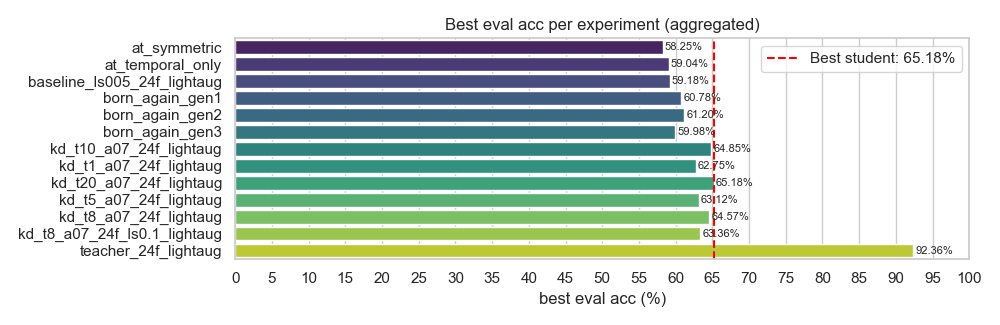 Best eval acc per experiment (aggregated)
Best student: 65.18%
at_symmetric 58.25%
at_temporal_only 59.04%
baseline_ls005_24f_lightaug 59.18%
born_again_gen1 60.78%
born_again_gen2 61.20%
born_again_gen3 59.98%
kd_t10_a07_24f_lightaug 64.85%
kd_t1_a07_24f_lightaug 62.75%
kd_t20_a07_24f_lightaug 65.18%
kd_t5_a07_24f_lightaug 63.12%
kd_t8_a07_24f_lightaug 64.57%
kd_t8_a07_24f_ls0.1_lightaug 63.36%
teacher_24f_lightaug 92.36%
0 5 10 15 20 25 30 35 40 45 50 55 60 65 70 75 80 85 90 95 100
best eval acc (%)